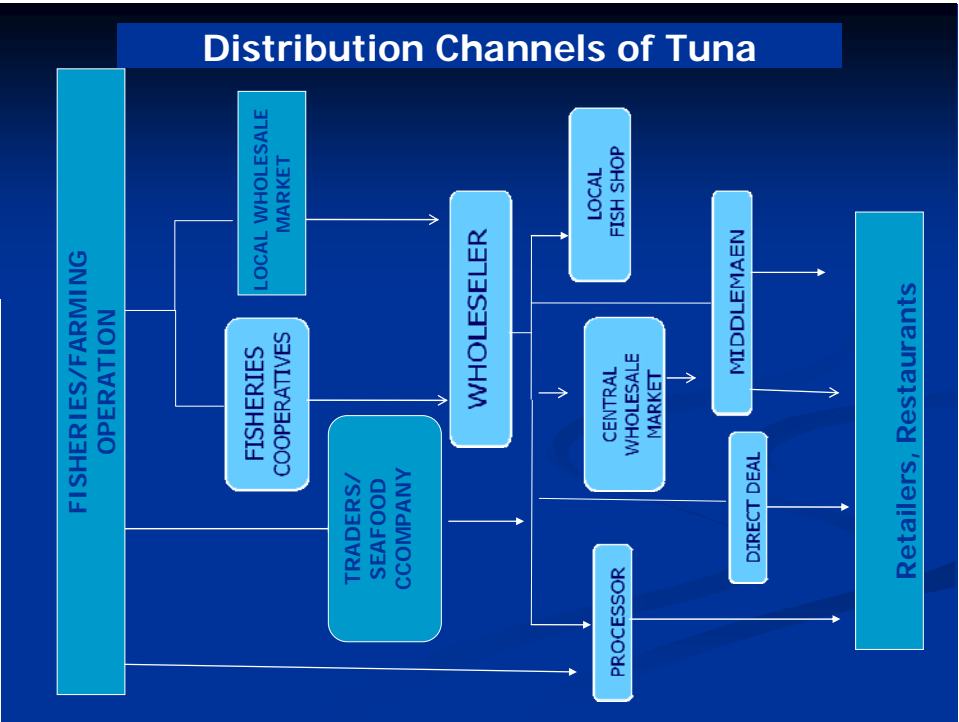 Distribution Channels of Tuna
FISHERIES/FARMING
OPERATION
LOCAL WHOLESALE
MARKET
FISHERIES
COOPERATIVES
TRADERS/
SEAFOOD
CCOMPANY
WHOLESELER
LOCAL
FISH SHOP
CENTRAL
WHOLESALE
MARKET
PROCESSOR
MIDDLEMAEN
DIRECT DEAL
Retailers, Restaurants